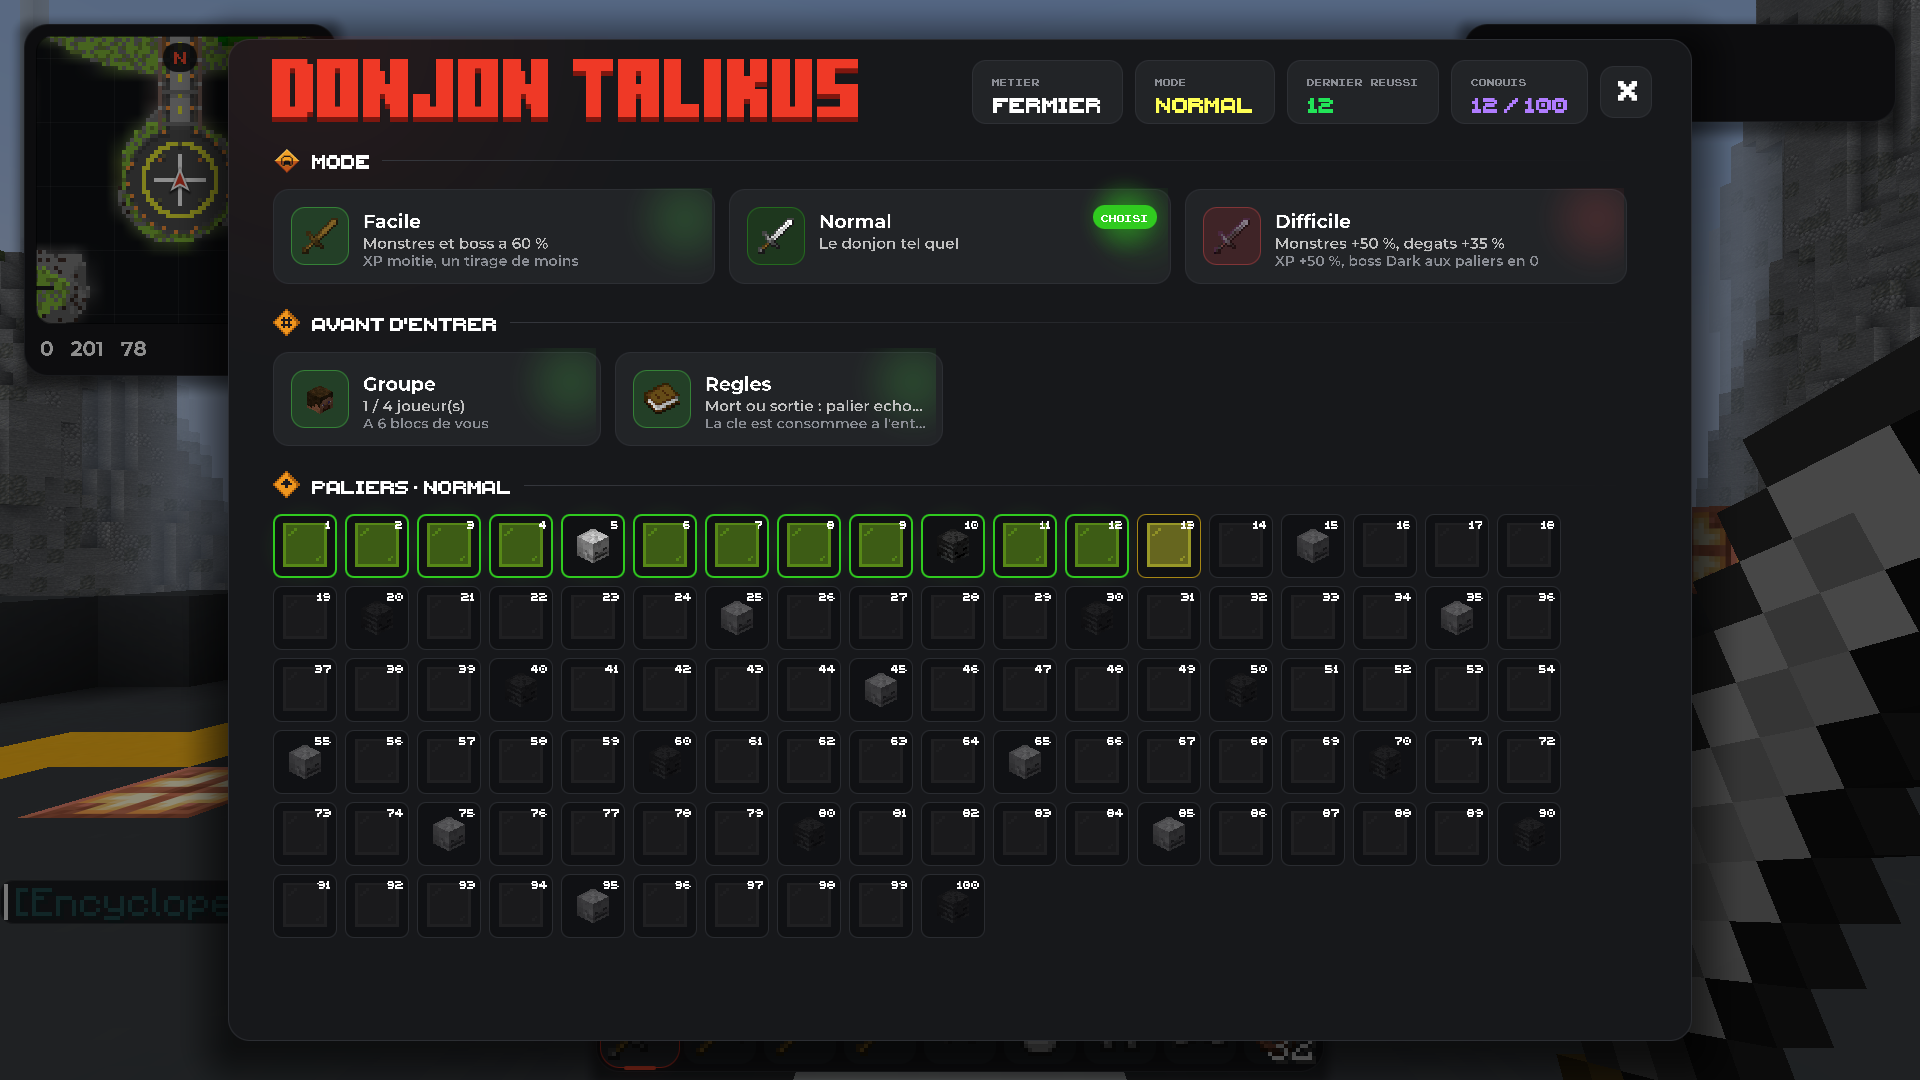 N
0 201 78
DONJON TALIKUS
METIER
FERMIER
MODE
NORMAL
DERNIER REUSSI
12
CONQUIS
12 / 100
X
MODE
Facile
Monstres et boss a 60 %
XP moitie, un tirage de moins
Normal
Le donjon tel quel
CHOISI
Difficile
Monstres +50 %, degats +35 %
XP +50 %, boss Dark aux paliers en 0
AVANT D'ENTRER
Groupe
1 / 4 joueur(s)
A 6 blocs de vous
Regles
Mort ou sortie : palier echo...
La cle est consommee a l'ent...
PALIERS · NORMAL
1 2 3 4 5 6 7 8 9 10 11 12 13 14 15 16 17 18
19 20 21 22 23 24 25 26 27 28 29 30 31 32 33 34 35 36
37 38 39 40 41 42 43 44 45 46 47 48 49 50 51 52 53 54
55 56 57 58 59 60 61 62 63 64 65 66 67 68 69 70 71 72
73 74 75 76 77 78 79 80 81 82 83 84 85 86 87 88 89 90
91 92 93 94 95 96 97 98 99 100
[Encyclope
32